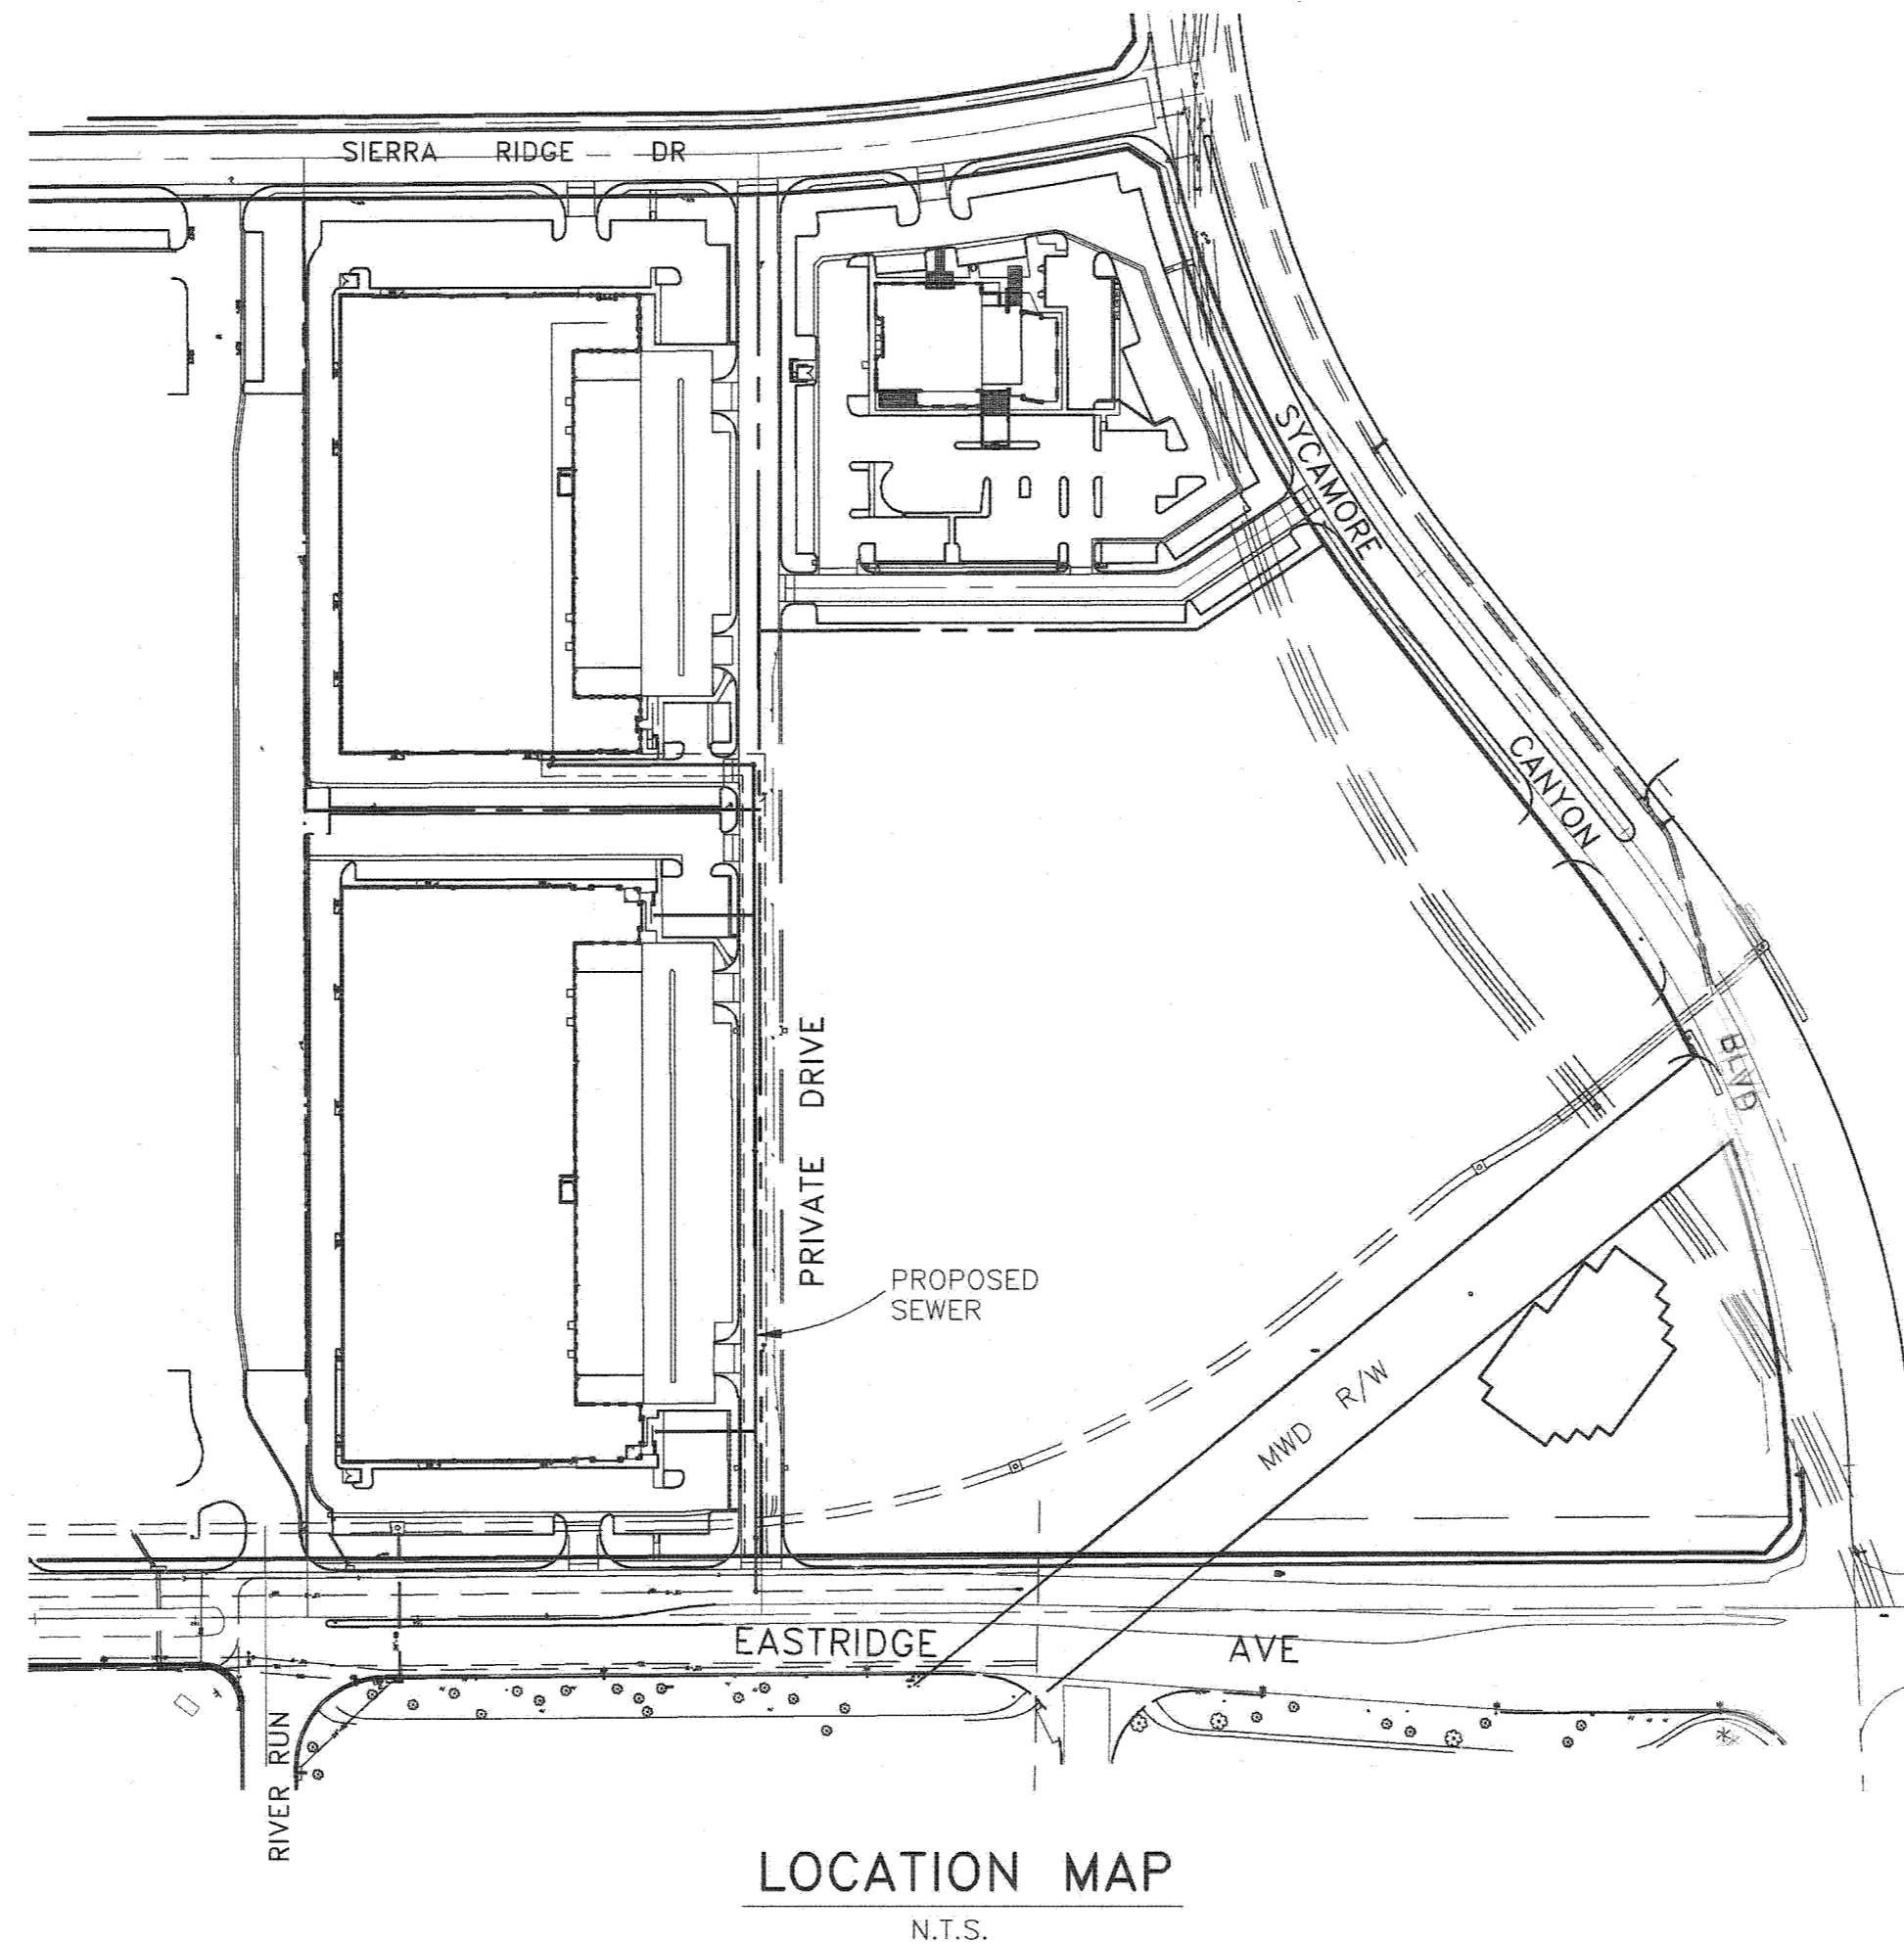 SIERRA RIDGE DR
SYCAMORE
CANYON
BLVD
PRIVATE DRIVE
PROPOSED
SEWER
MWD R/W
EASTRIDGE AVE
RIVER RUN
LOCATION MAP
N.T.S.